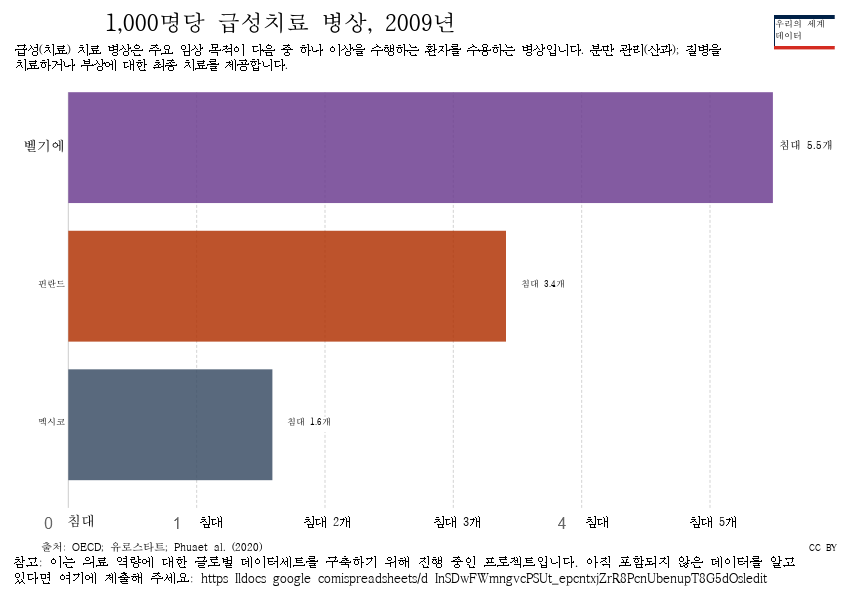 1,000명당 급성치료 병상, 2009년
우리의 세계
데이터
급성(치료) 치료 병상은 주요 임상 목적이 다음 중 하나 이상을 수행하는 환자를 수용하는 병상입니다. 분만 관리(산과); 질병을
치료하거나 부상에 대한 최종 치료를 제공합니다.
벨기에
침대 5.5개
핀란드
침대 3.4개
멕시코
침대 1.6개
0 침대 1 침대 침대 2개 침대 3개 4 침대 침대 5개
출처: OECD; 유로스타트; Phuset al. (2020)
CC BY
참고: 이는 의료 역량에 대한 글로벌 데이터세트를 구축하기 위해 진행 중인 프로젝트입니다. 아직 포함되지 않은 데이터를 알고
있다면 여기에 제출해 주세요: https